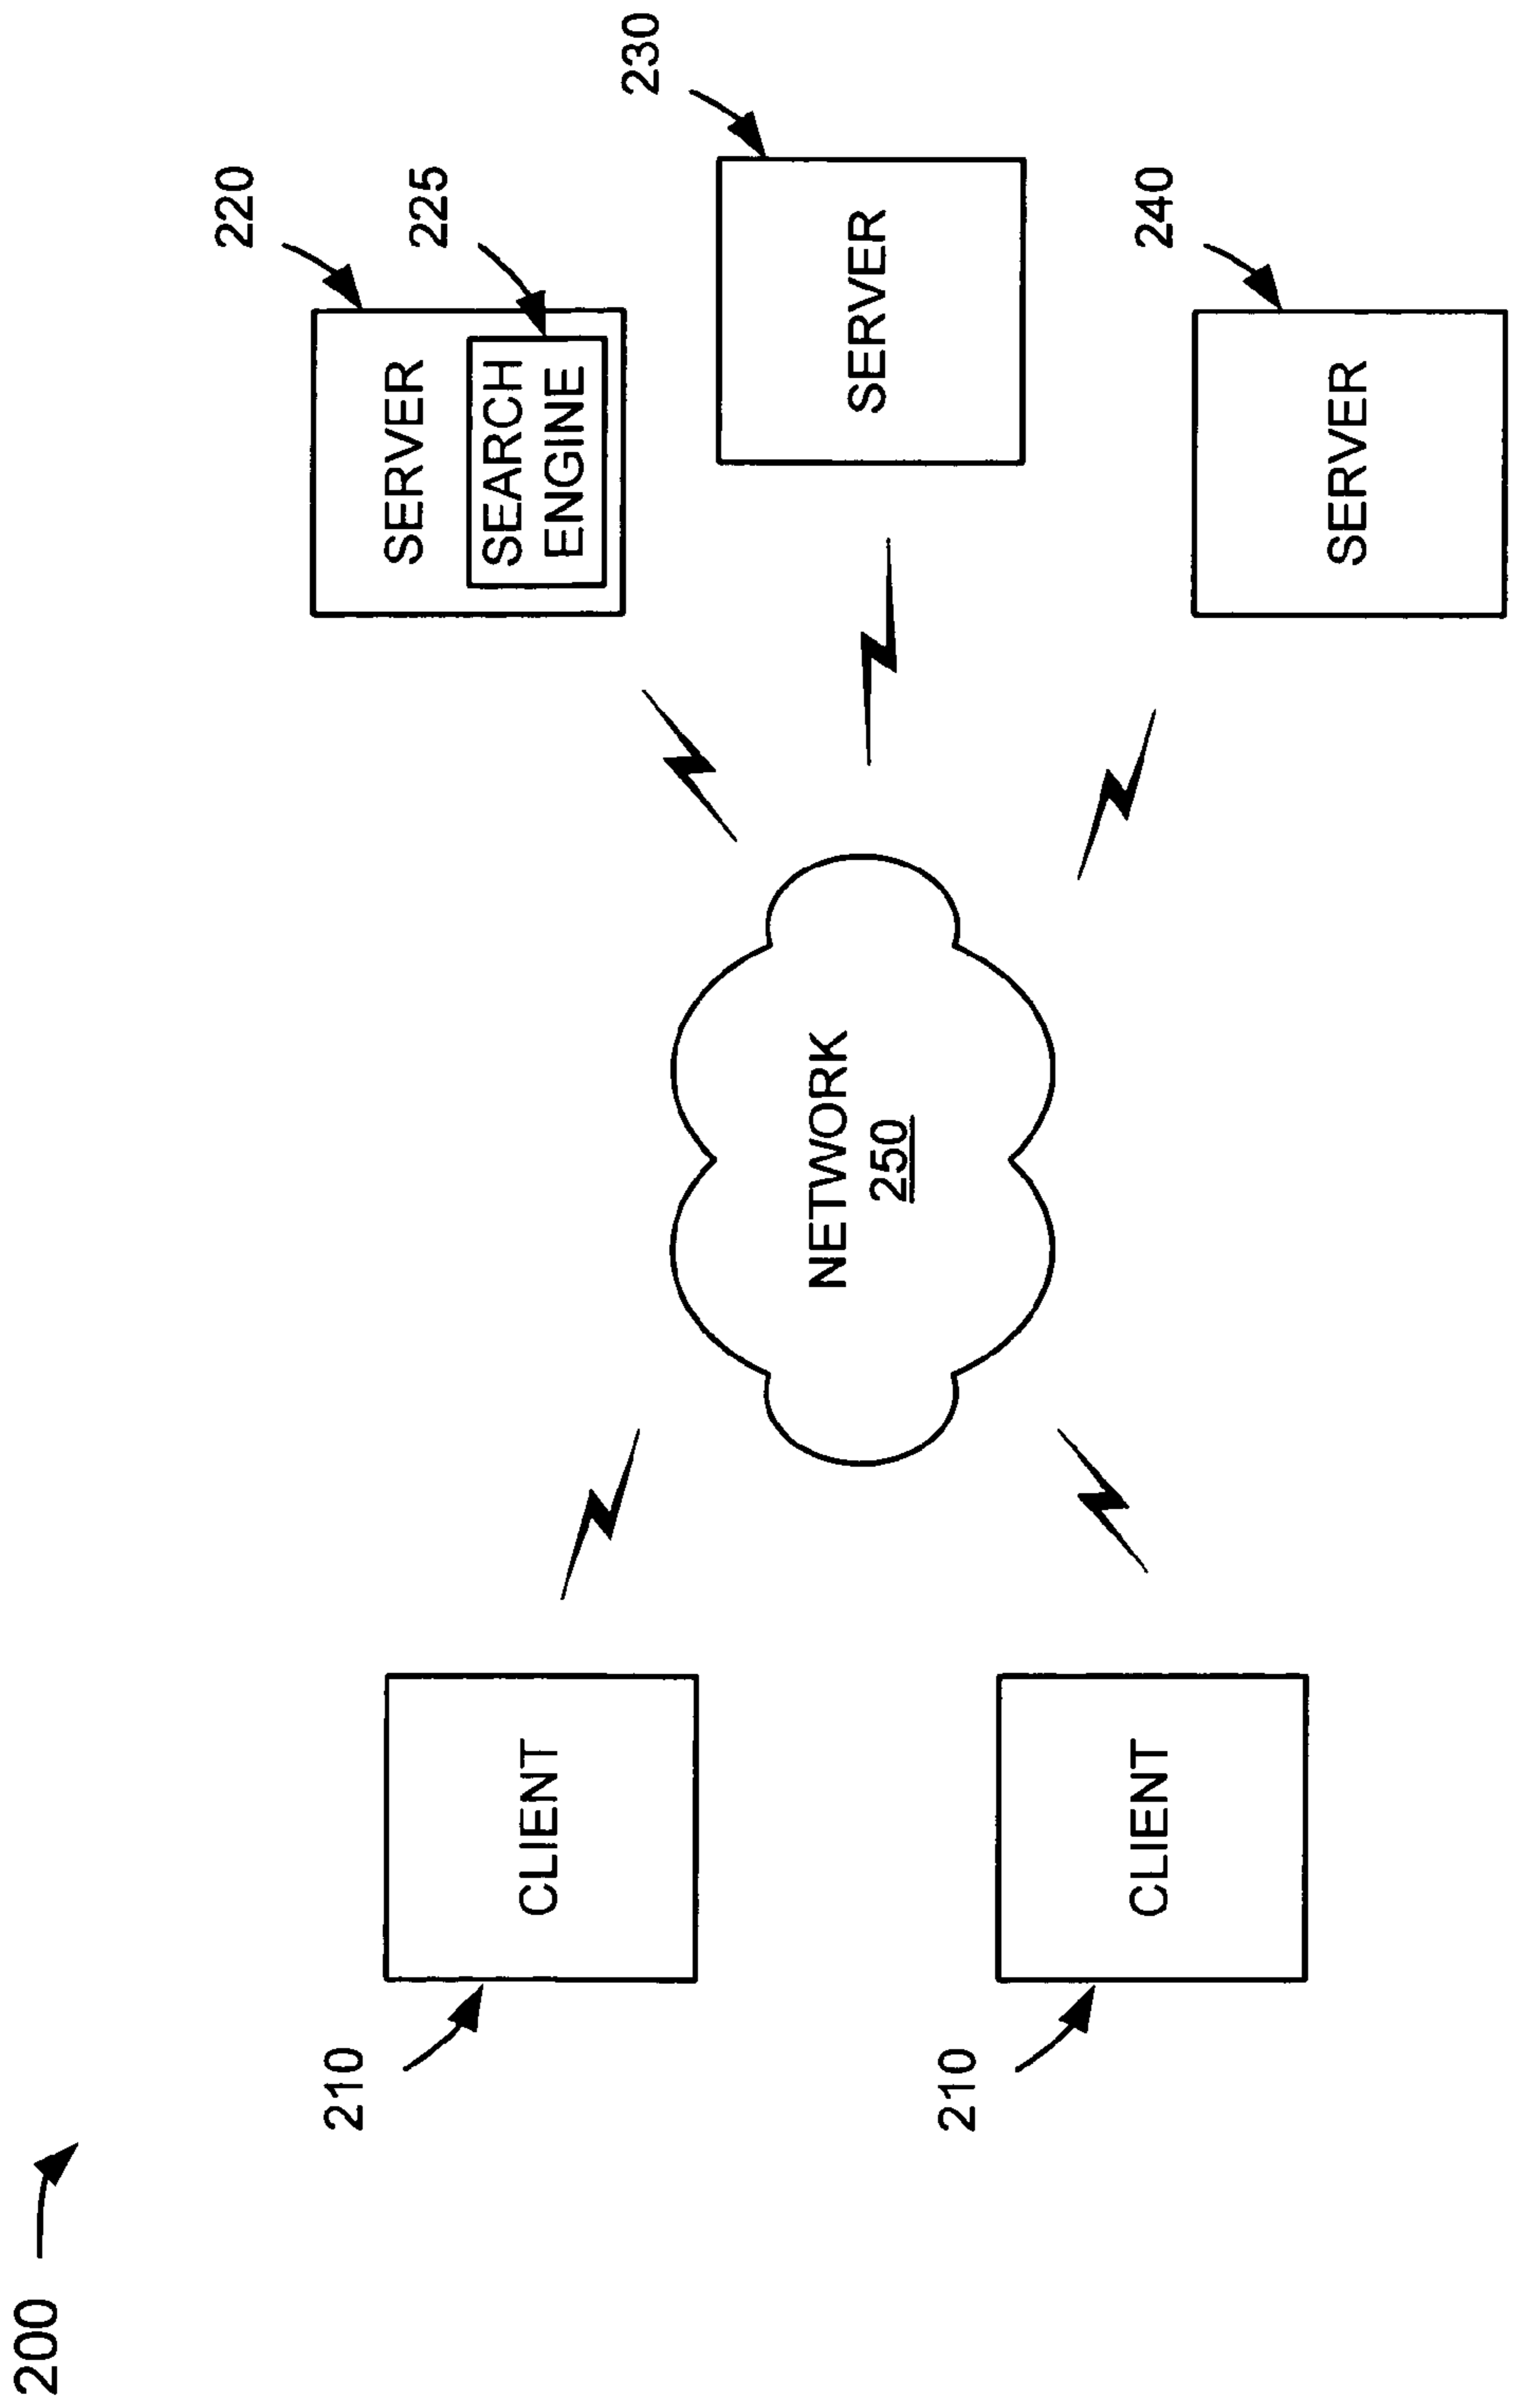 200
210
CLIENT
210
CLIENT
NETWORK
250
220
SERVER
225
SEARCH
ENGINE
230
SERVER
240
SERVER